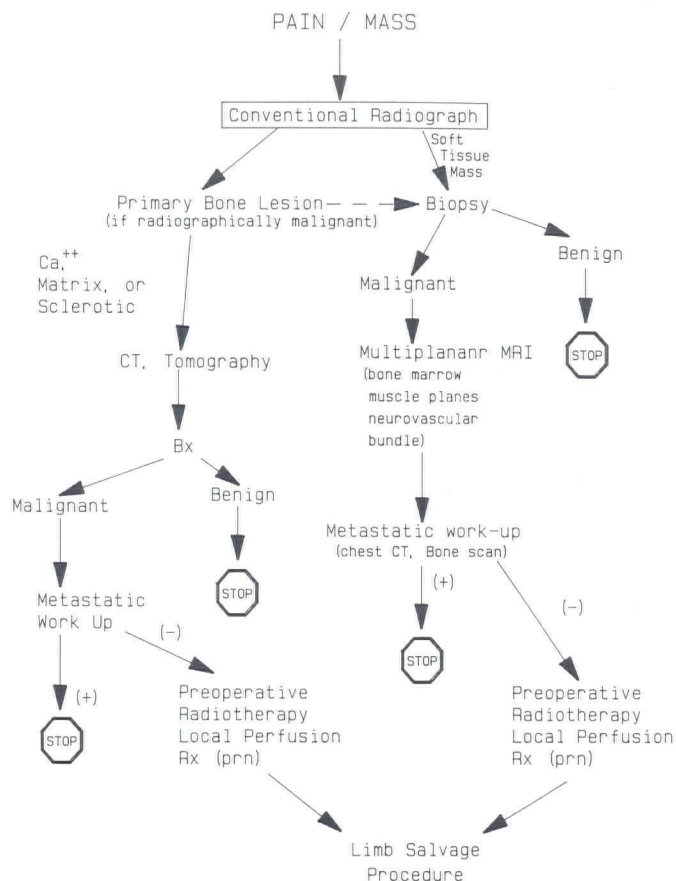 PAIN / MASS
Conventional Radiograph
Soft
Tissue
Mass
Primary Bone Lesion
(if radiographically malignant)
Biopsy
Ca,++
Matrix, or
Sclerotic
Benign
STOP
Malignant
CT, Tomography
Multiplananr MRI
(bone marrow
muscle planes
neurovascular
bundle)
Bx
Malignant
Benign
STOP
Metastatic work-up
(chest CT, Bone scan)
(+)
STOP
(-)
Metastatic
Work Up
(-)
(+)
STOP
Preoperative
Radiotherapy
Local Perfusion
Rx (prn)
Preoperative
Radiotherapy
Local Perfusion
Rx (prn)
Limb Salvage
Procedure